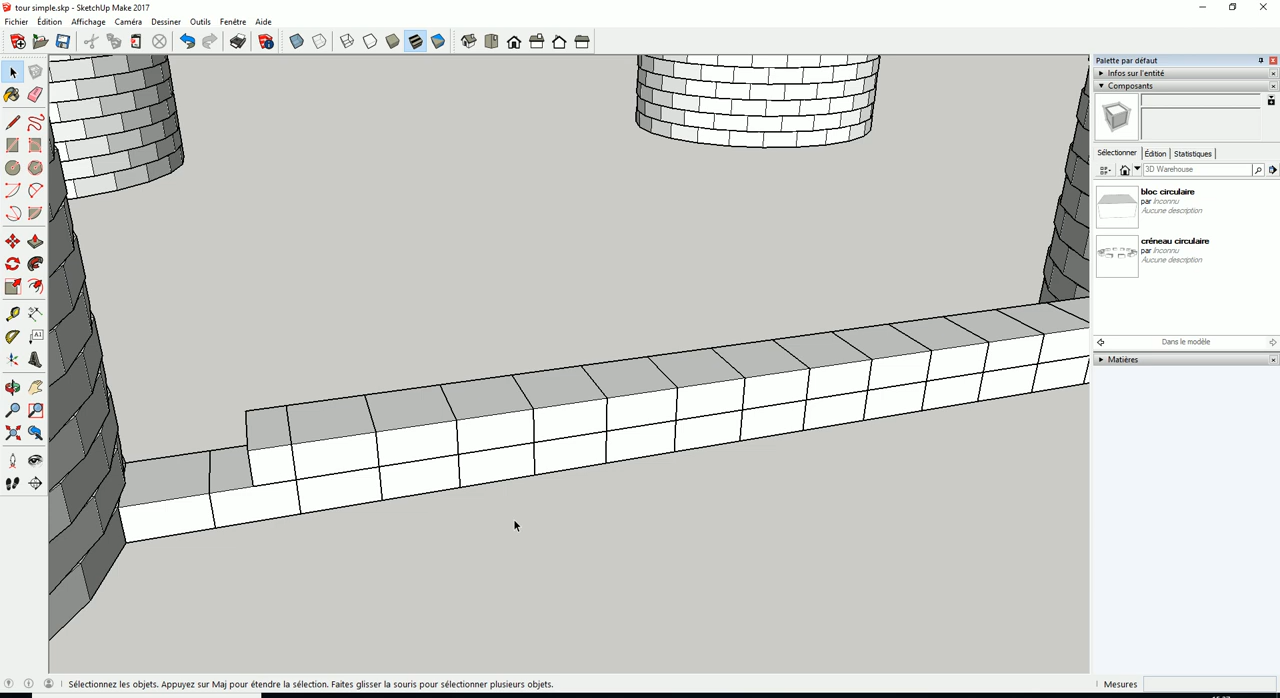 tour simple.skp - SketchUp Make 2017
Fichier Édition Affichage Caméra Dessiner Outils Fenêtre Aide
Palette par défaut
Infos sur l'entité
Composants
Sélectionner Édition Statistiques
3D Warehouse
bloc circulaire
par Inconnu
Aucune description
créneau circulaire
par Inconnu
Aucune description
Dans le modèle
Matières
Sélectionnez les objets. Appuyez sur Maj pour étendre la sélection. Faites glisser la souris pour sélectionner plusieurs objets.
Mesures